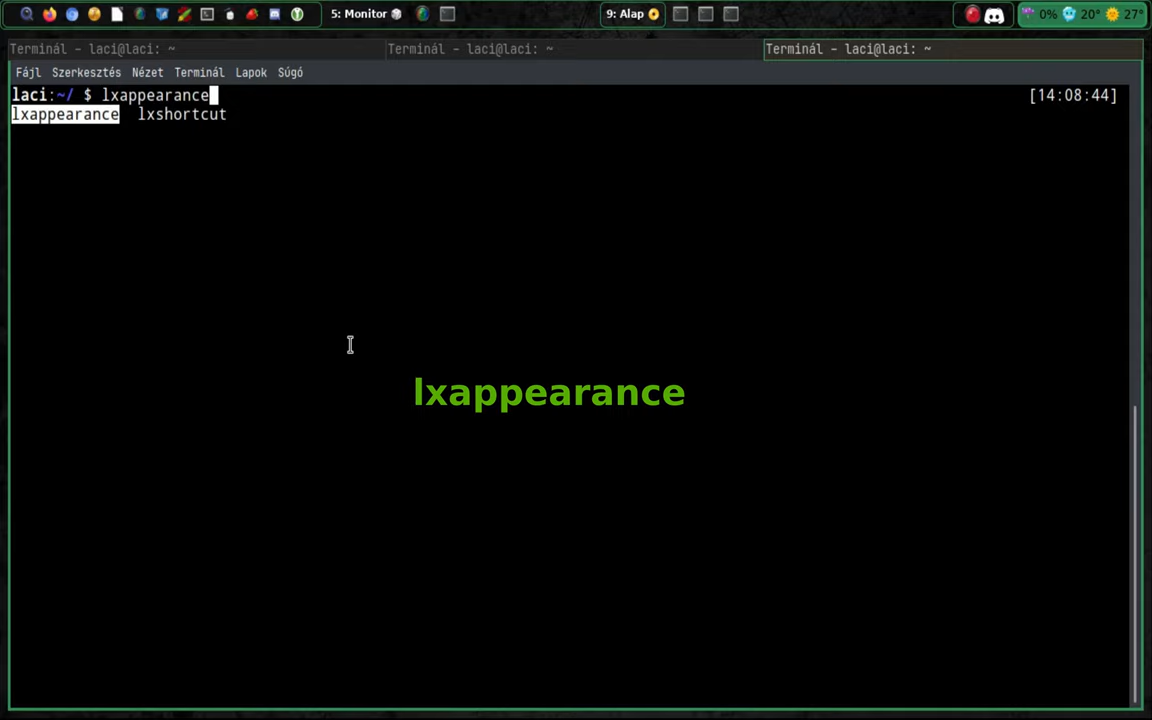 5: Monitor
9: Alap
0% 20° 27°
Terminál - laci@laci: ~
Terminál - laci@laci: ~
Terminál - laci@laci: ~
Fájl Szerkesztés Nézet Terminál Lapok Súgó
laci:~/ $ lxappearance [14:08:44]
lxappearance lxshortcut
lxappearance